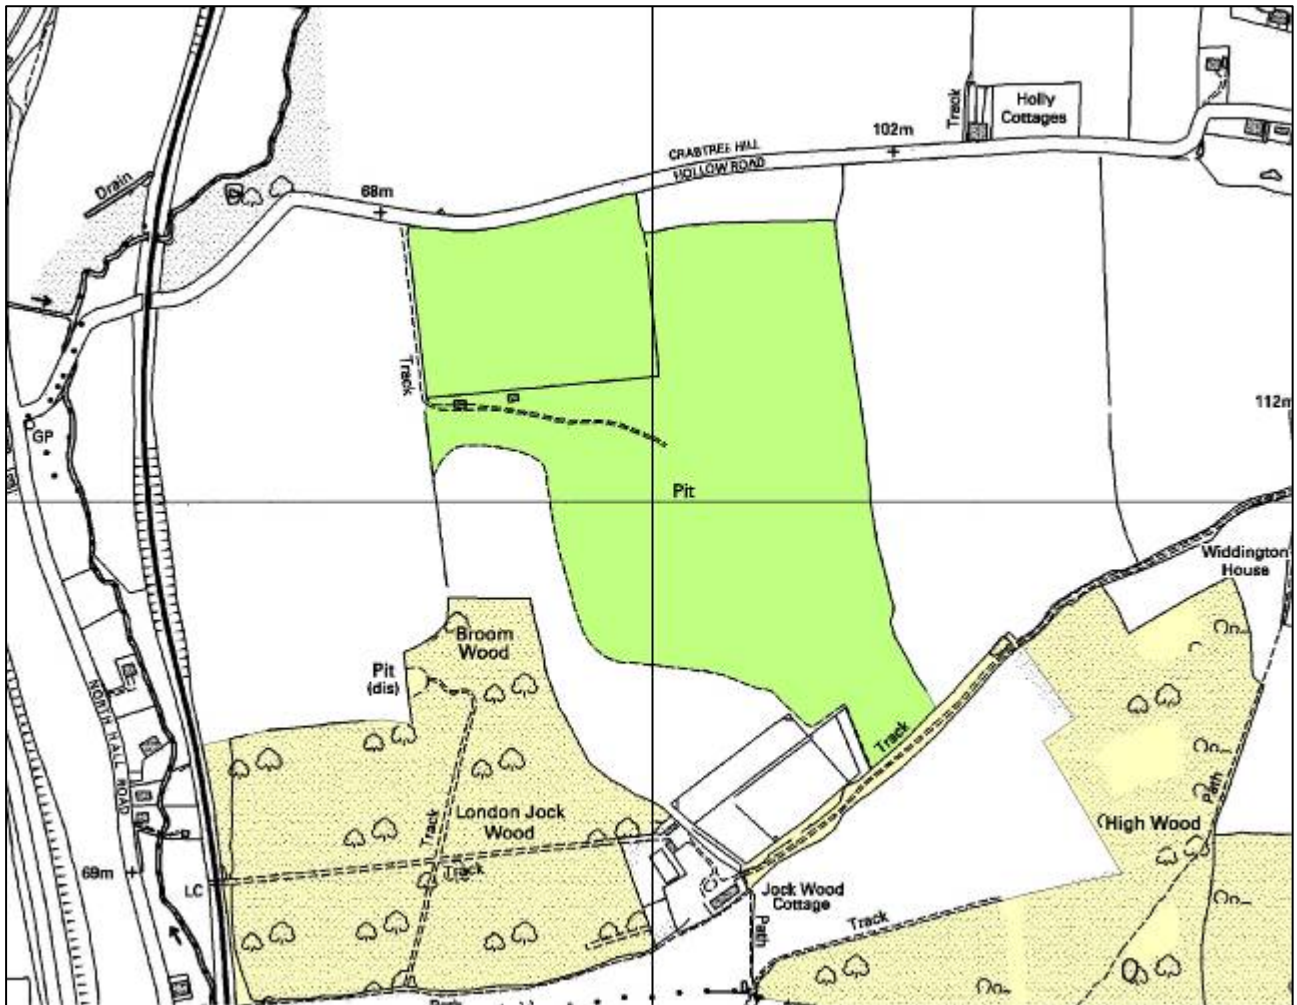 Track
Holly
Cottages
102m
CRABTREE HILL
HOLLOW ROAD
Drain
68m
Track
112m
GP
Pit
Widdington
House
Broom
Wood
Pit
(dis)
NORTH HALL ROAD
Track
Path
London Jock
Wood
Track
High Wood
Track
69m
LC
Jock Wood
Cottage
Track
Path